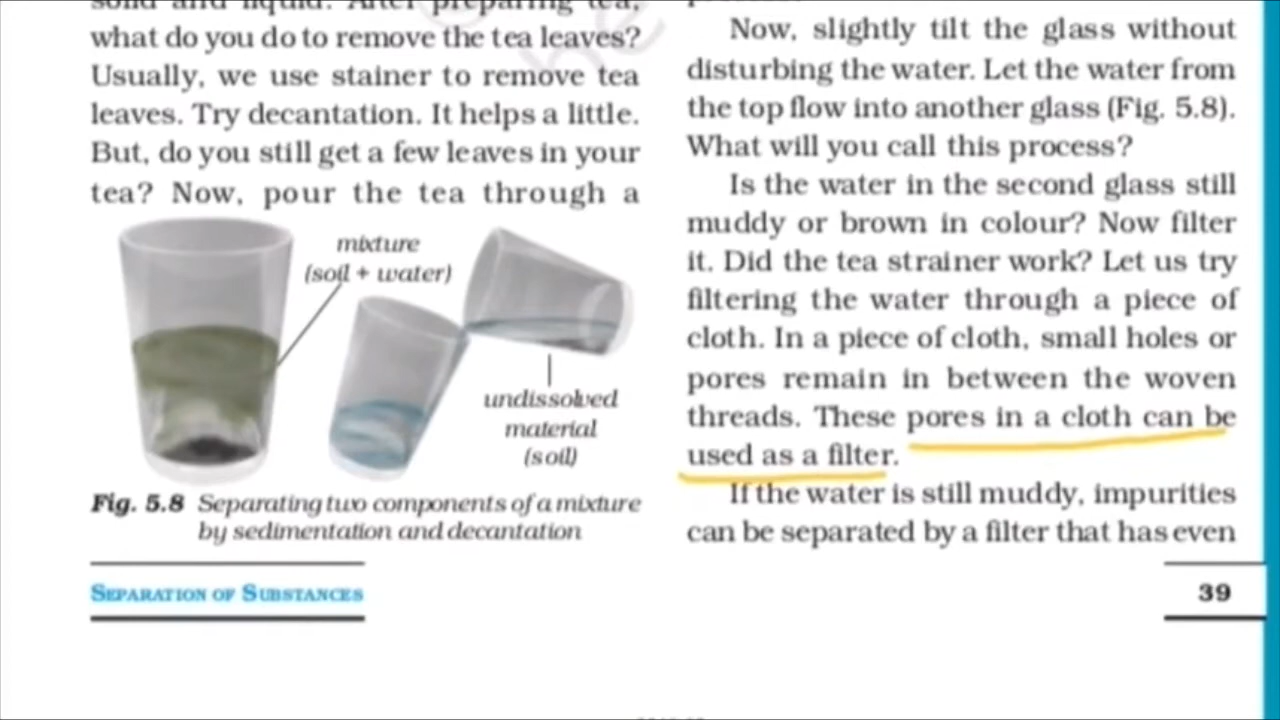 solid and liquid. After preparing tea,
what do you do to remove the tea leaves?
Usually, we use stainer to remove tea
leaves. Try decantation. It helps a little.
But, do you still get a few leaves in your
tea? Now, pour the tea through a
mixture
(soil + water)
undissolved
material
(soil)
Fig. 5.8 Separating two components of a mixture
by sedimentation and decantation
Now, slightly tilt the glass without
disturbing the water. Let the water from
the top flow into another glass (Fig. 5.8).
What will you call this process?
Is the water in the second glass still
muddy or brown in colour? Now filter
it. Did the tea strainer work? Let us try
filtering the water through a piece of
cloth. In a piece of cloth, small holes or
pores remain in between the woven
threads. These pores in a cloth can be
used as a filter.
If the water is still muddy, impurities
can be separated by a filter that has even
SEPARATION OF SUBSTANCES
39